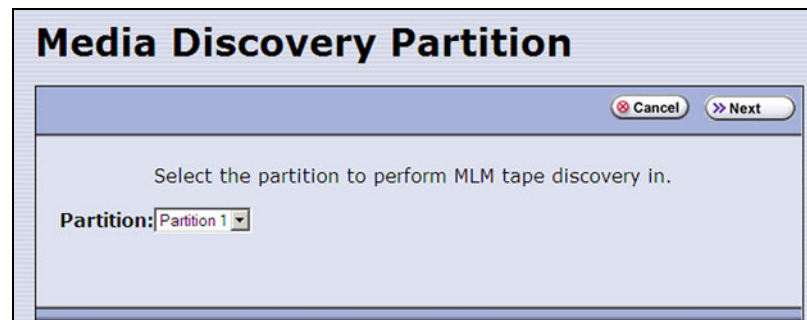 Media Discovery Partition
Cancel Next
Select the partition to perform MLM tape discovery in.
Partition: Partition 1